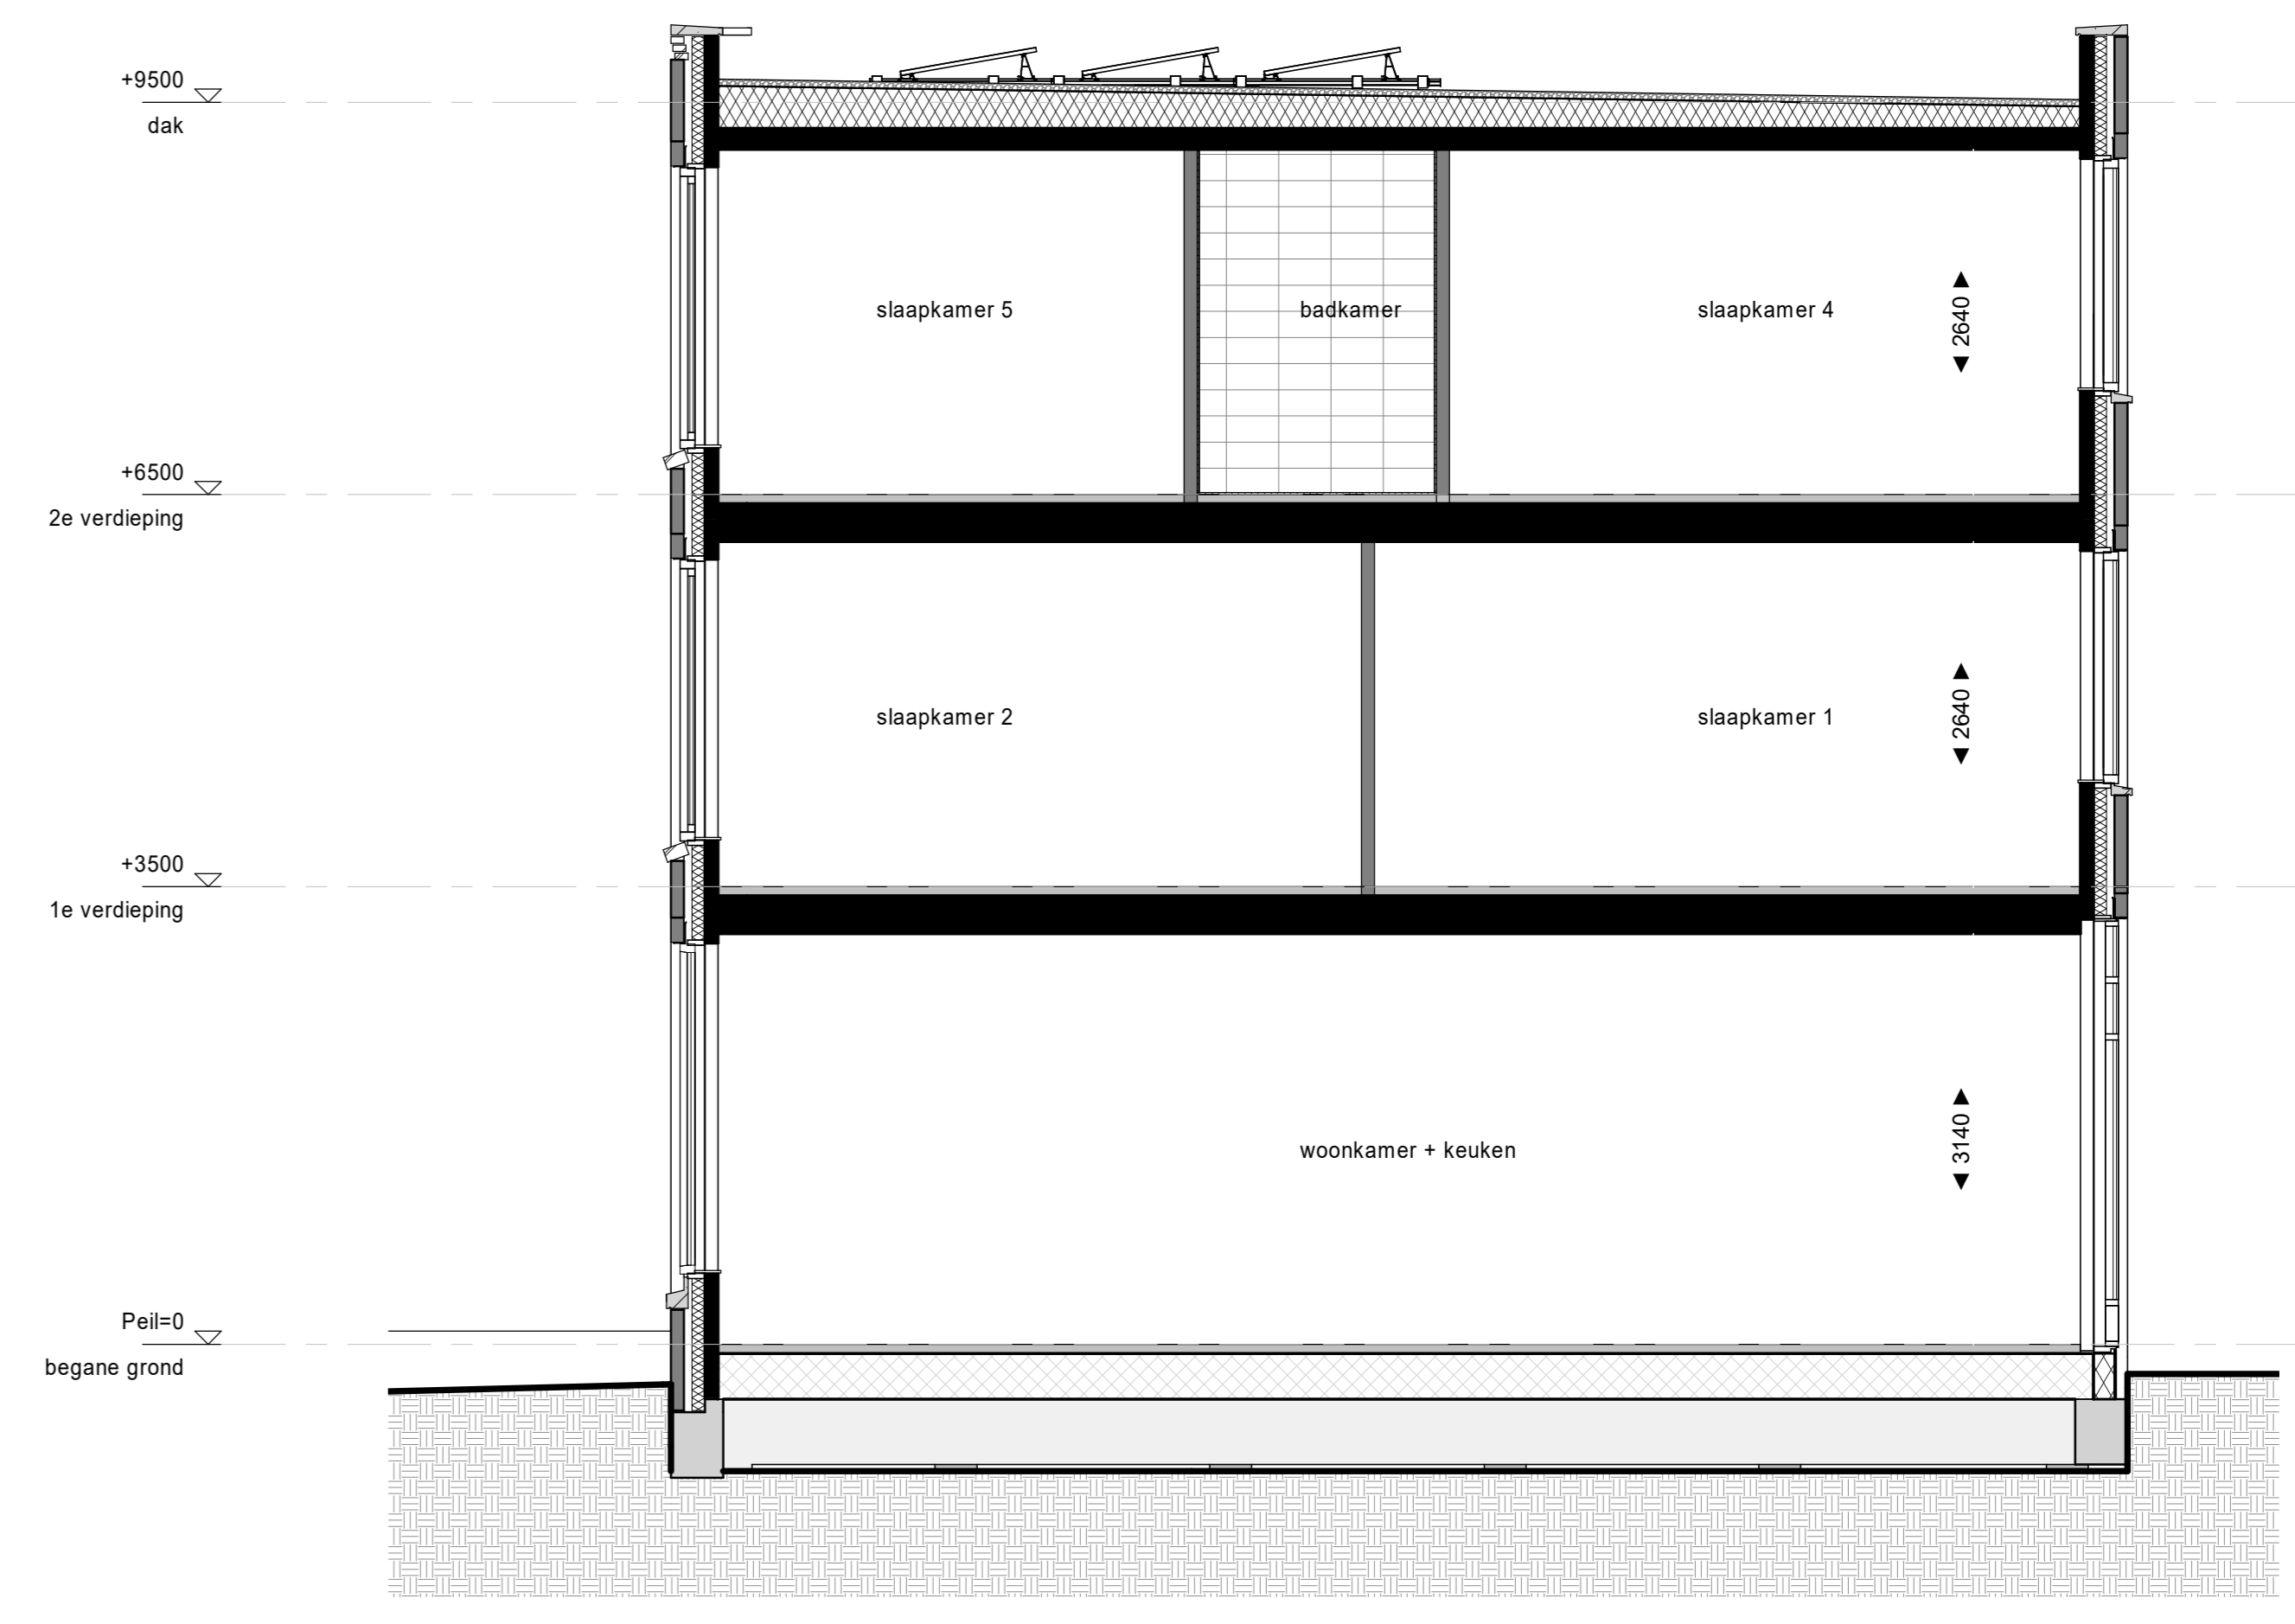 +9500
dak
slaapkamer 5
badkamer
slaapkamer 4
2640
+6500
2e verdieping
slaapkamer 2
slaapkamer 1
2640
+3500
1e verdieping
woonkamer + keuken
3140
Peil=0
begane grond